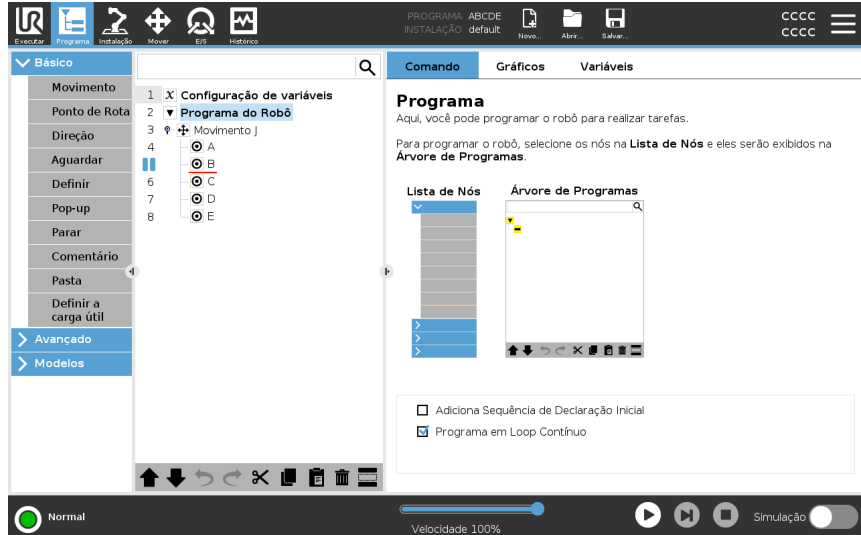 UR
PROGRAMA ABCDE
INSTALAÇÃO default
CCCC
CCCC
Executar
Programa
Instalação
Mover
E/S
Histórico
Novo...
Abrir...
Salvar...
Básico
Movimento
Ponto de Rota
Direção
Aguardar
Definir
Pop-up
Parar
Comentário
Pasta
Definir a
carga útil
Avançado
Modelos
1 X Configuração de variáveis
2 Programa do Robô
3 Movimento J
4 A
B
6 C
7 D
8 E
Comando Gráficos Variáveis
Programa
Aqui, você pode programar o robô para realizar tarefas.
Para programar o robô, selecione os nós na Lista de Nós e eles serão exibidos na
Árvore de Programas.
Lista de Nós Árvore de Programas
Adiciona Sequência de Declaração Inicial
Programa em Loop Contínuo
Normal
Velocidade 100%
Simulação